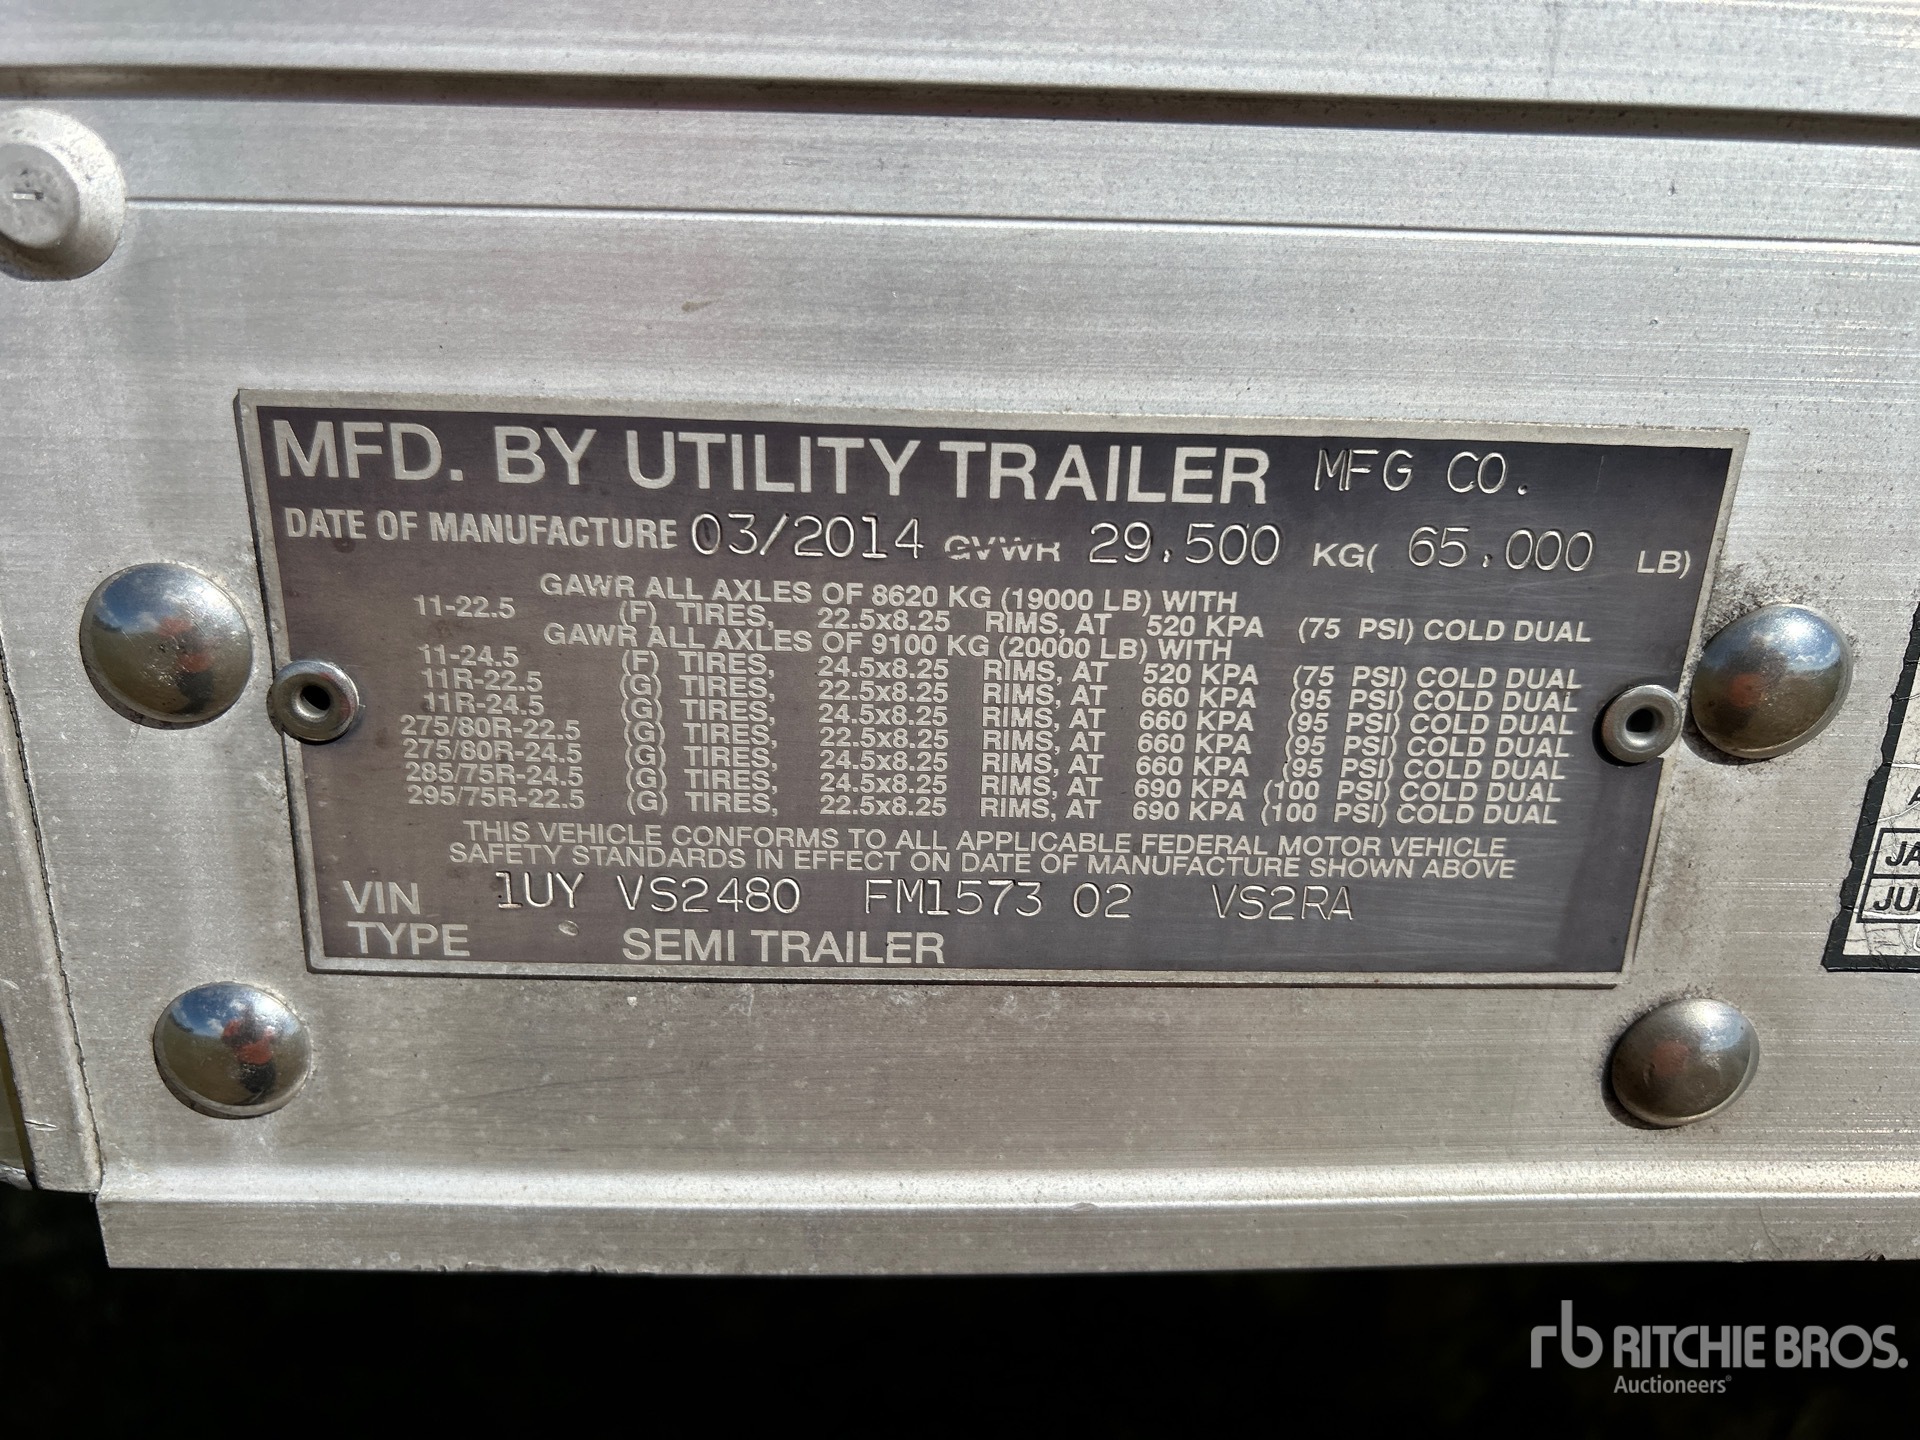 MFD. BY UTILITY TRAILER MFG CO.
DATE OF MANUFACTURE 03/2014 GVWR 29,500 KG( 65,000 LB)
GAWR ALL AXLES OF 8620 KG (19000 LB) WITH
11-22.5 (F) TIRES, 22.5x8.25 RIMS, AT 520 KPA (75 PSI) COLD DUAL
GAWR ALL AXLES OF 9100 KG (20000 LB) WITH
11-24.5 (F) TIRES, 24.5x8.25 RIMS, AT 520 KPA (75 PSI) COLD DUAL
11R-22.5 (G) TIRES, 22.5x8.25 RIMS, AT 660 KPA (95 PSI) COLD DUAL
11R-24.5 (G) TIRES, 24.5x8.25 RIMS, AT 660 KPA (95 PSI) COLD DUAL
275/80R-22.5 (G) TIRES, 22.5x8.25 RIMS, AT 660 KPA (95 PSI) COLD DUAL
275/80R-24.5 (G) TIRES, 24.5x8.25 RIMS, AT 660 KPA (95 PSI) COLD DUAL
285/75R-24.5 (G) TIRES, 24.5x8.25 RIMS, AT 690 KPA (100 PSI) COLD DUAL
295/75R-22.5 (G) TIRES, 22.5x8.25 RIMS, AT 690 KPA (100 PSI) COLD DUAL
THIS VEHICLE CONFORMS TO ALL APPLICABLE FEDERAL MOTOR VEHICLE
SAFETY STANDARDS IN EFFECT ON DATE OF MANUFACTURE SHOWN ABOVE
VIN 1UY VS2480 FM1573 02 VS2RA
TYPE SEMI TRAILER
JA
JU
rb RITCHIE BROS.
Auctioneers